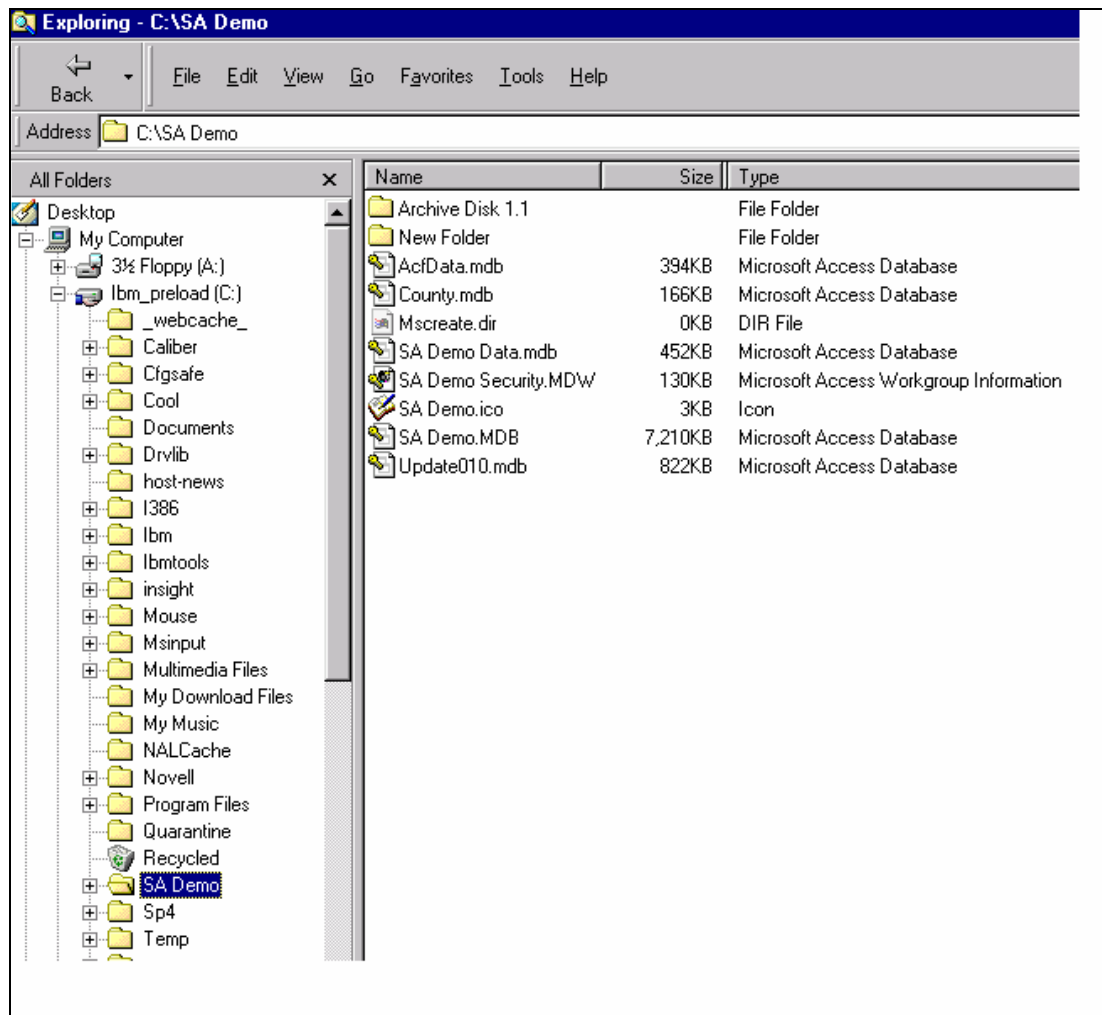 Exploring - C:\SA Demo
Back File Edit View Go Favorites Tools Help
Address C:\SA Demo
All Folders
Desktop
My Computer
3½ Floppy (A:)
Ibm_preload (C:)
_webcache_
Caliber
Cfgsafe
Cool
Documents
Drvlib
host-news
I386
Ibm
Ibmtools
insight
Mouse
Msinput
Multimedia Files
My Download Files
My Music
NALCache
Novell
Program Files
Quarantine
Recycled
SA Demo
Sp4
Temp
Name Size Type
Archive Disk 1.1 File Folder
New Folder File Folder
AcfData.mdb 394KB Microsoft Access Database
County.mdb 166KB Microsoft Access Database
Mscreate.dir 0KB DIR File
SA Demo Data.mdb 452KB Microsoft Access Database
SA Demo Security.MDW 130KB Microsoft Access Workgroup Information
SA Demo.ico 3KB Icon
SA Demo.MDB 7,210KB Microsoft Access Database
Update010.mdb 822KB Microsoft Access Database